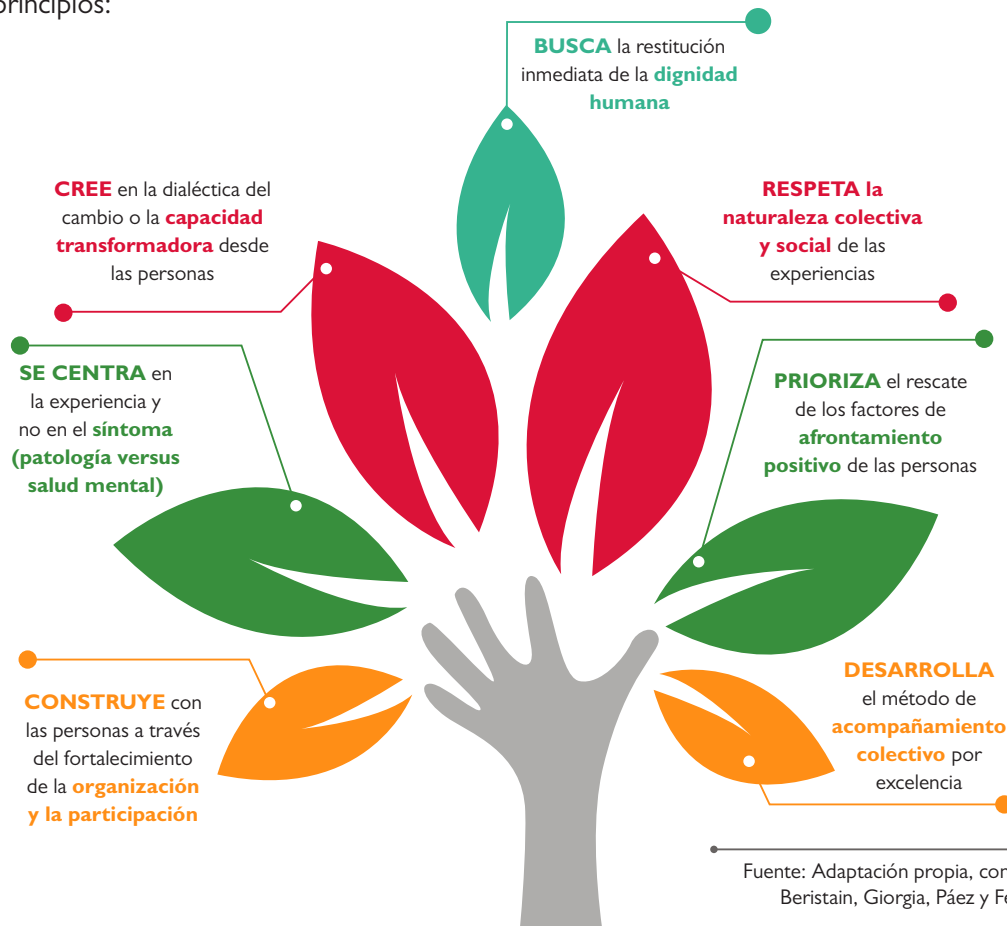 principios:
BUSCA la restitución
inmediata de la dignidad
humana
CREE en la dialéctica del
cambio o la capacidad
transformadora desde
las personas
RESPETA la
naturaleza colectiva
y social de las
experiencias
SE CENTRA en
la experiencia y
no en el síntoma
(patología versus
salud mental)
PRIORIZA el rescate
de los factores de
afrontamiento
positivo de las personas
CONSTRUYE con
las personas a través
del fortalecimiento
de la organización
y la participación
DESARROLLA
el método de
acompañamiento
colectivo por
excelencia
Fuente: Adaptación propia,
Beristain, Giorgia, Páez y